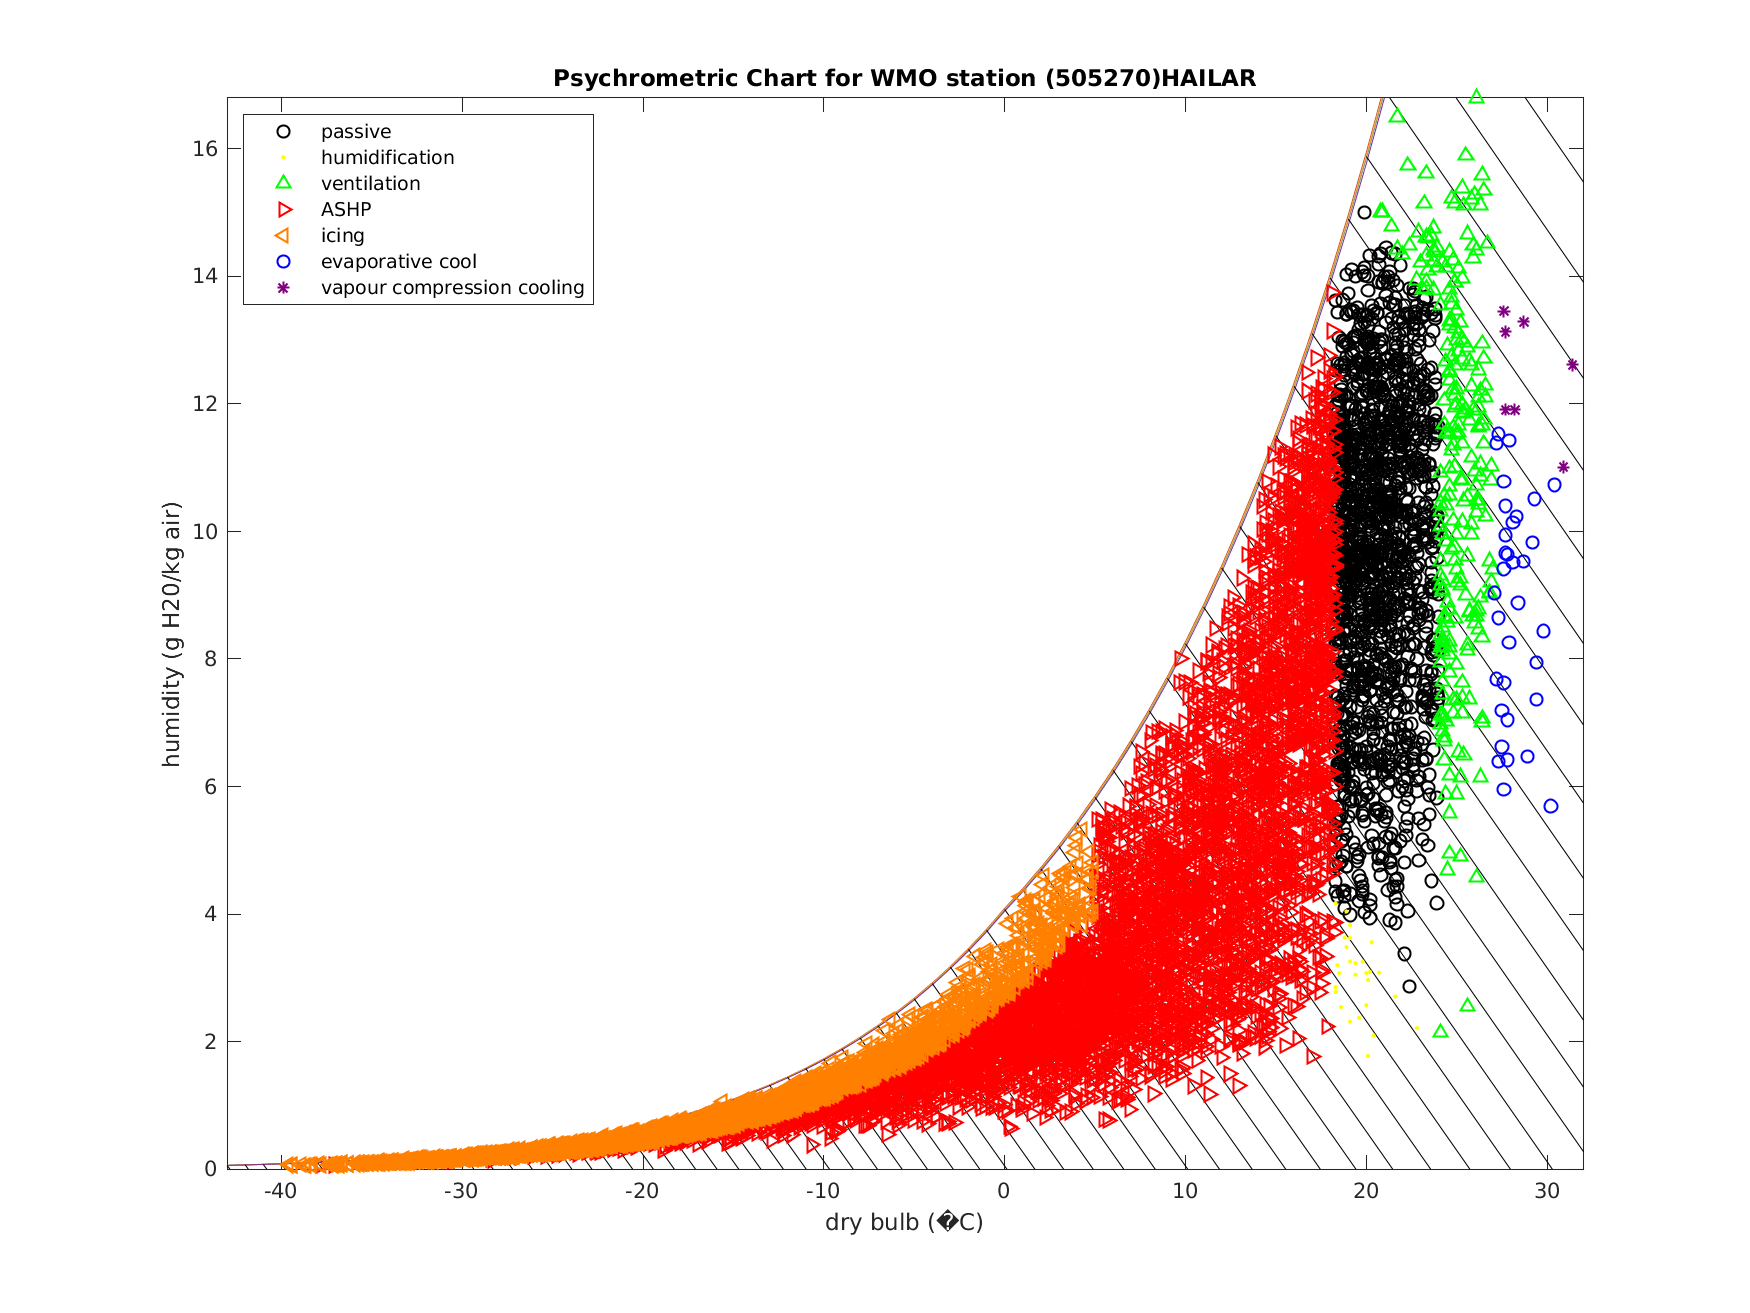 Psychrometric Chart for WMO station (505270)HAILAR
passive
humidification
ventilation
ASHP
icing
evaporative cool
vapour compression cooling
humidity (g H20/kg air)
16
14
12
10
8
6
4
2
0
-40 -30 -20 -10 0 10 20 30
dry bulb (�C)